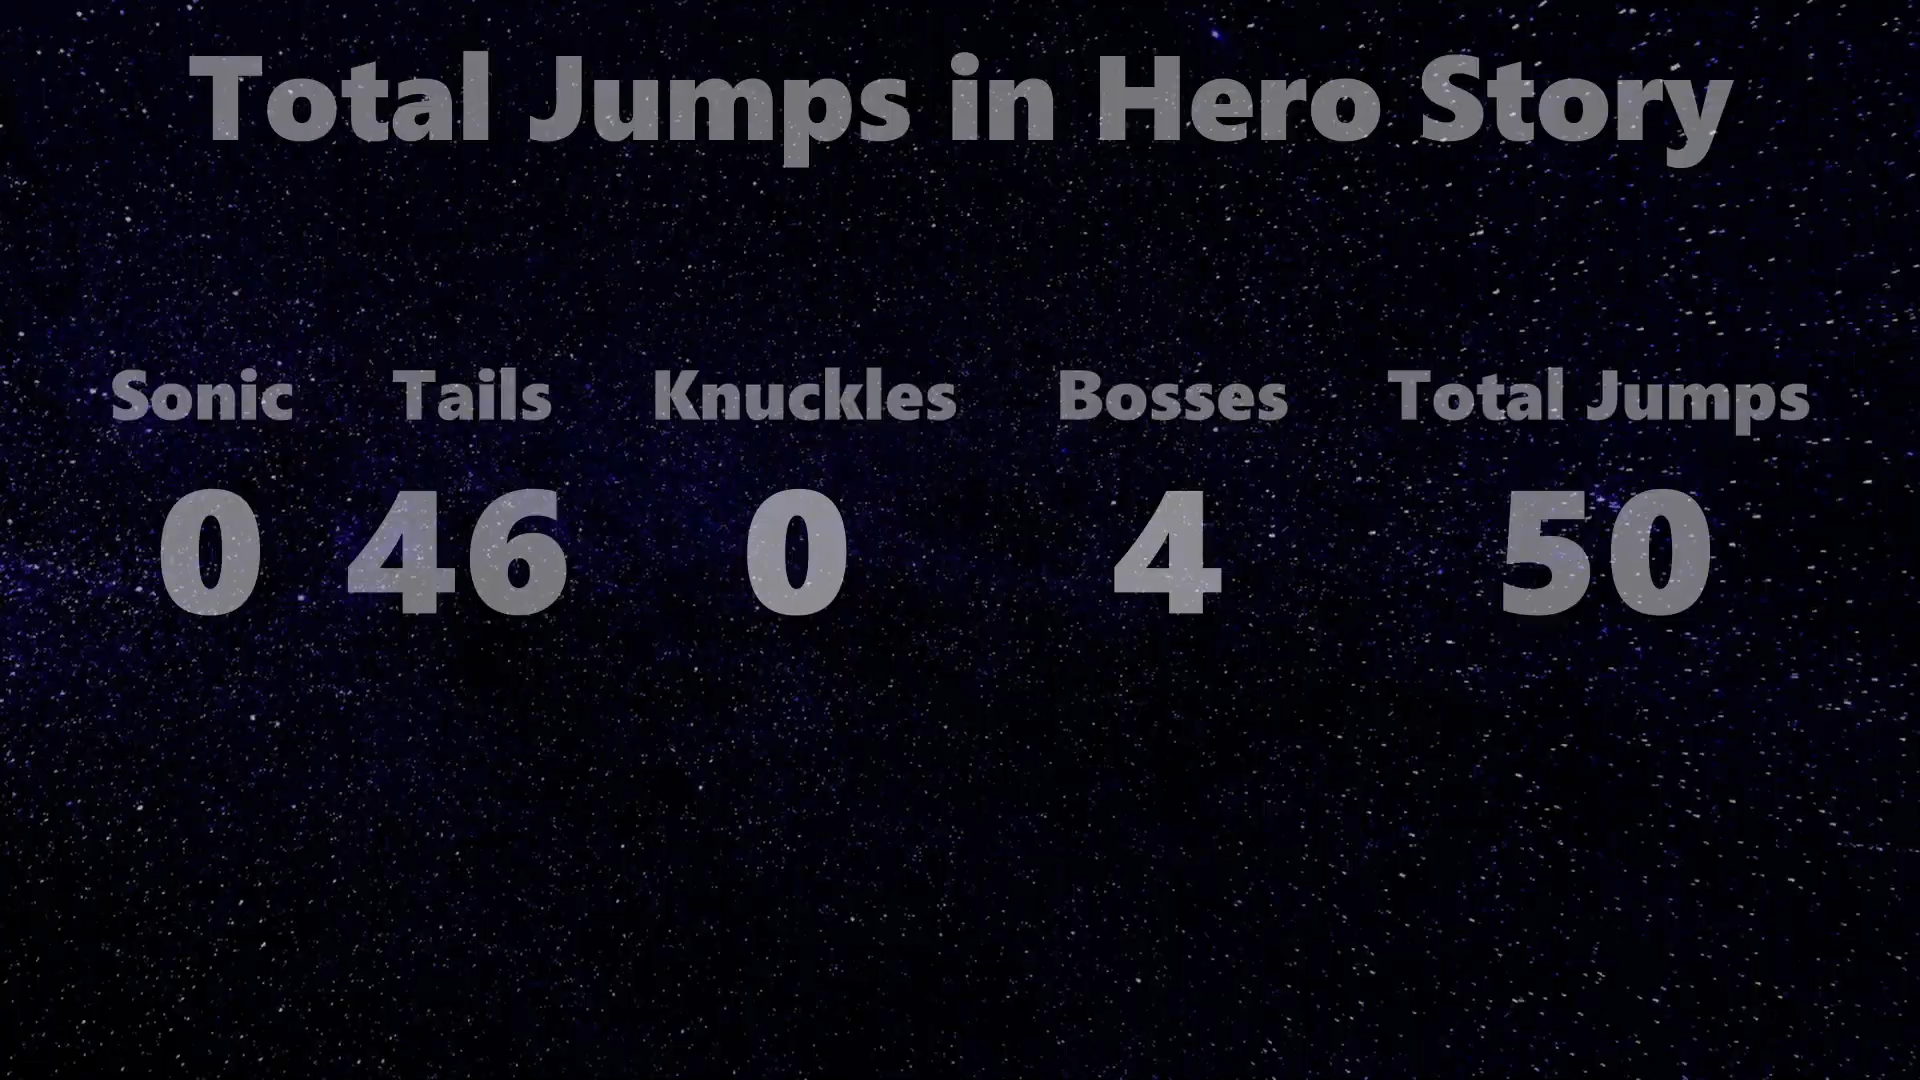 Total Jumps in Hero Story
Sonic Tails Knuckles Bosses Total Jumps
0 46 0 4 50